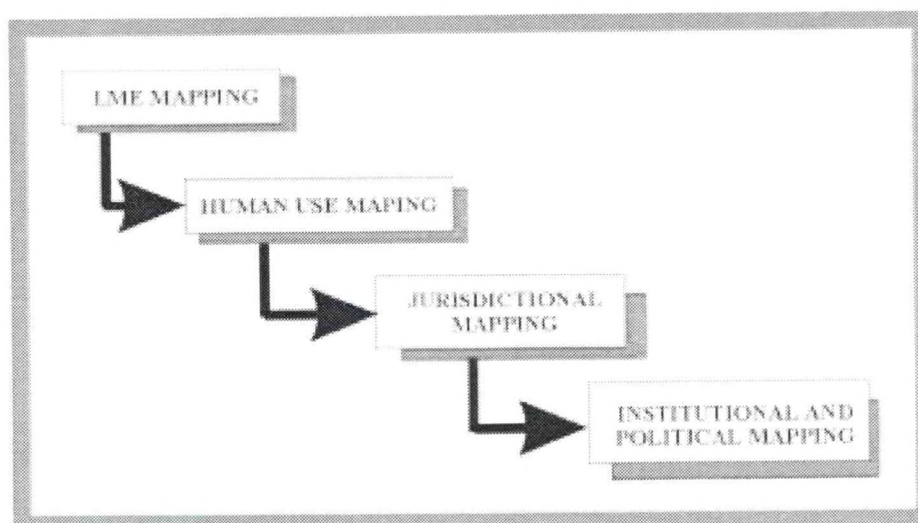 LME MAPPING
HUMAN USE MAPING
JURISDICTIONAL
MAPPING
INSTITUTIONAL AND
POLITICAL MAPPING